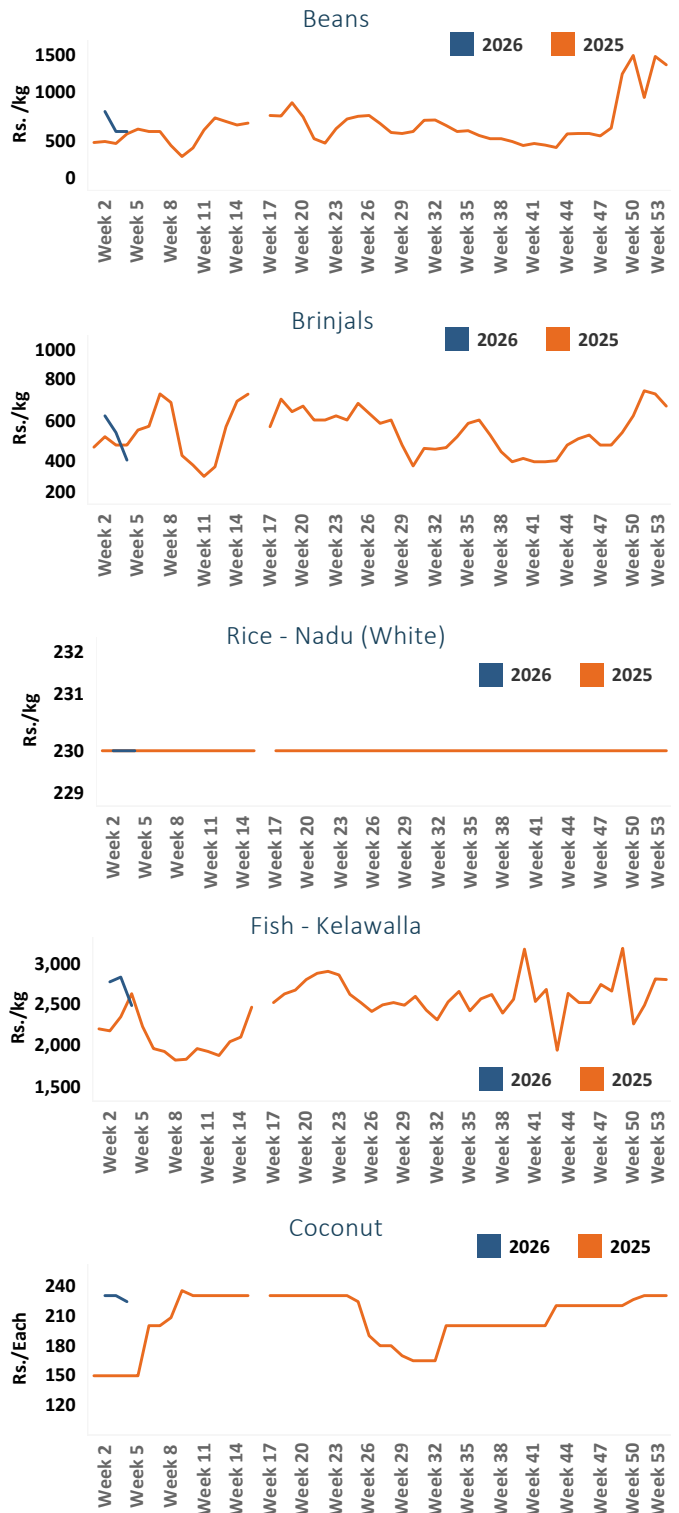 Beans
2026 2025
Rs. /kg
1500
1000
500
0
Week 2 Week 5 Week 8 Week 11 Week 14 Week 17 Week 20 Week 23 Week 26 Week 29 Week 32 Week 35 Week 38 Week 41 Week 44 Week 47 Week 50 Week 53
Brinjals
2026 2025
Rs./kg
1000
800
600
400
200
Week 2 Week 5 Week 8 Week 11 Week 14 Week 17 Week 20 Week 23 Week 26 Week 29 Week 32 Week 35 Week 38 Week 41 Week 44 Week 47 Week 50 Week 53
Rice - Nadu (White)
2026 2025
Rs./kg
232
231
230
229
Week 2 Week 5 Week 8 Week 11 Week 14 Week 17 Week 20 Week 23 Week 26 Week 29 Week 32 Week 35 Week 38 Week 41 Week 44 Week 47 Week 50 Week 53
Fish - Kelawalla
Rs./kg
3,000
2,500
2,000
1,500
2026 2025
Week 2 Week 5 Week 8 Week 11 Week 14 Week 17 Week 20 Week 23 Week 26 Week 29 Week 32 Week 35 Week 38 Week 41 Week 44 Week 47 Week 50 Week 53
Coconut
2026 2025
Rs./Each
240
210
180
150
120
Week 2 Week 5 Week 8 Week 11 Week 14 Week 17 Week 20 Week 23 Week 26 Week 29 Week 32 Week 35 Week 38 Week 41 Week 44 Week 47 Week 50 Week 53